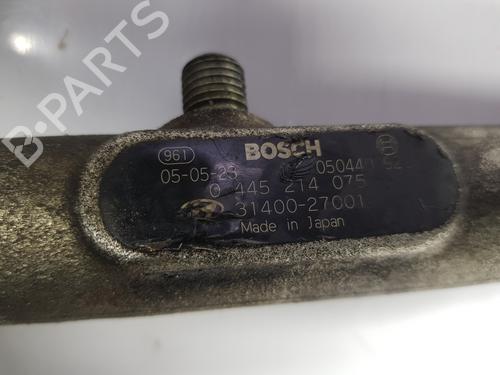 961 BOSCH
05-05-23
0 445 214 075
31400-27001
Made in Japan
B-PARTS